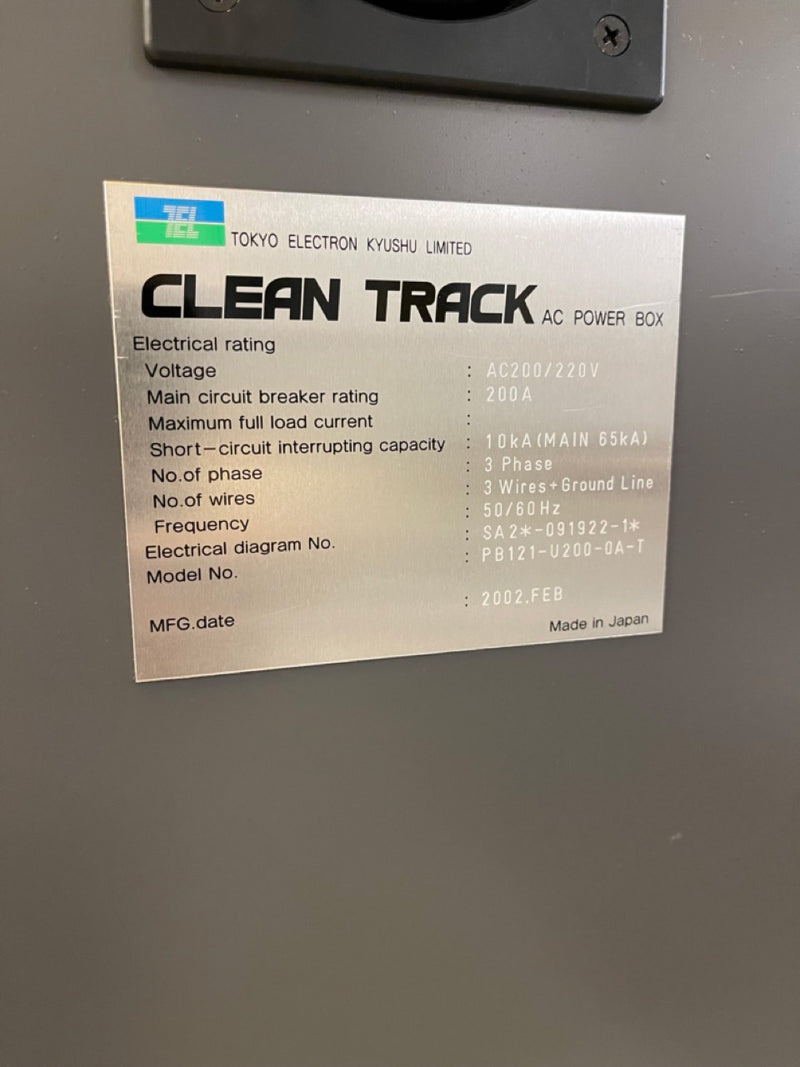 TEL TOKYO ELECTRON KYUSHU LIMITED
CLEAN TRACK AC POWER BOX
Electrical rating
Voltage : AC200/220V
Main circuit breaker rating : 200A
Maximum full load current :
Short-circuit interrupting capacity : 10kA(MAIN 65kA)
No.of phase : 3 Phase
No.of wires : 3 Wires+Ground Line
Frequency : 50/60Hz
Electrical diagram No. : SA2*-091922-1*
Model No. : PB121-U200-0A-T
MFG.date : 2002.FEB
Made in Japan